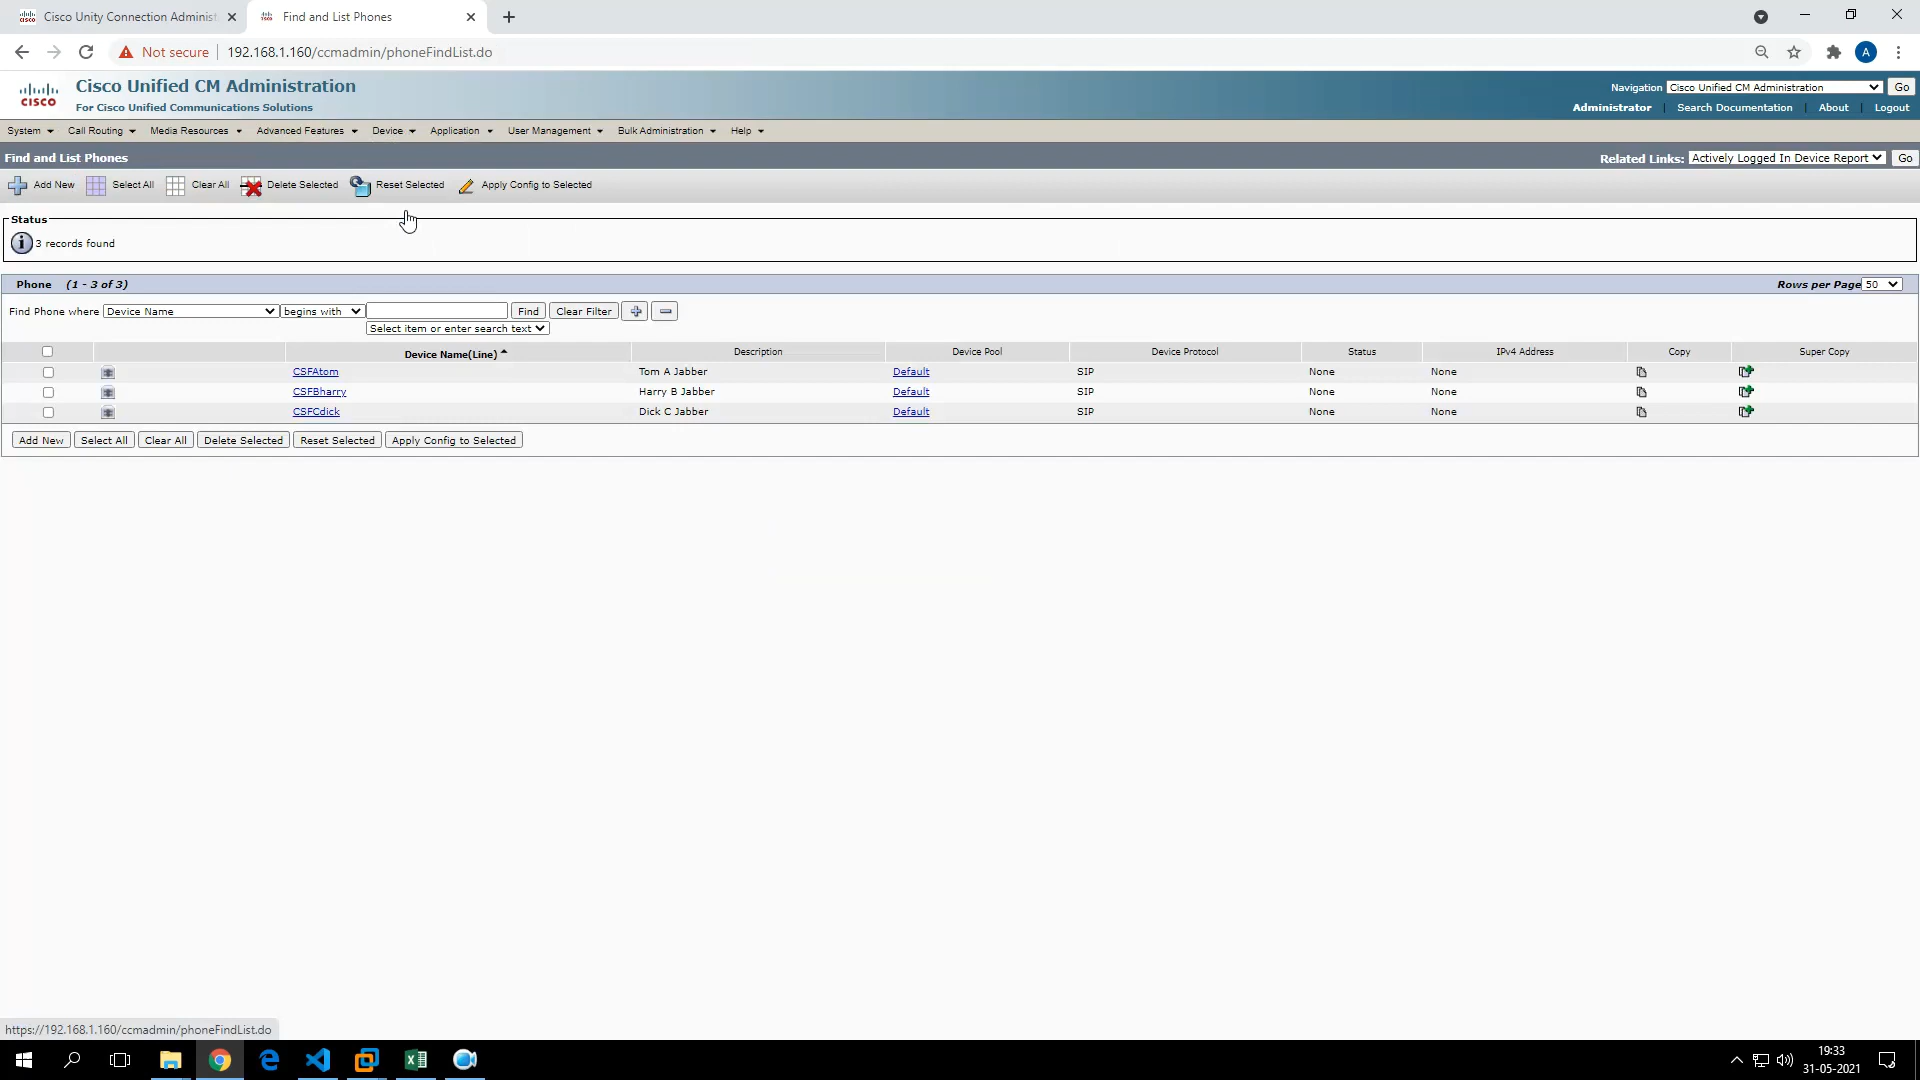 Cisco Unity Connection Administ
Find and List Phones
Not secure 192.168.1.160/ccmadmin/phoneFindList.do
A
CISCO
Cisco Unified CM Administration
For Cisco Unified Communications Solutions
Navigation Cisco Unified CM Administration Go
Administrator | Search Documentation | About | Logout
System Call Routing Media Resources Advanced Features Device Application User Management Bulk Administration Help
Find and List Phones
Related Links: Actively Logged In Device Report Go
Add New Select All Clear All Delete Selected Reset Selected Apply Config to Selected
Status
3 records found
Phone (1 - 3 of 3)
Rows per Page 50
Find Phone where Device Name begins with Find Clear Filter
Select item or enter search text
Device Name(Line) Description Device Pool Device Protocol Status IPv4 Address Copy Super Copy
CSFAtom Tom A Jabber Default SIP None None
CSFBharry Harry B Jabber Default SIP None None
CSFCdick Dick C Jabber Default SIP None None
Add New Select All Clear All Delete Selected Reset Selected Apply Config to Selected
https://192.168.1.160/ccmadmin/phoneFindList.do
19:33
31-05-2021